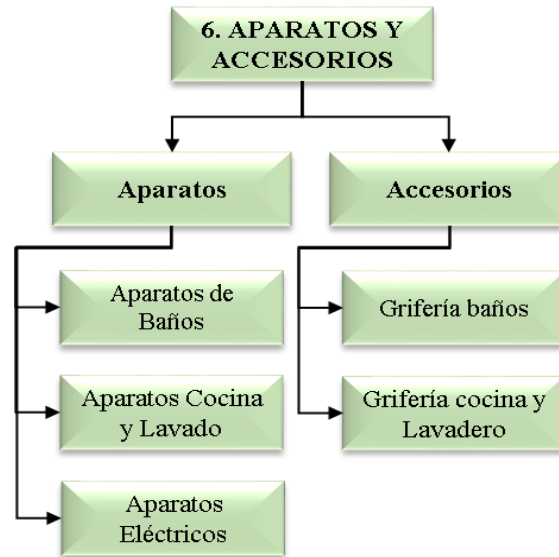 6. APARATOS Y
ACCESORIOS
Aparatos
Accesorios
Aparatos de
Baños
Aparatos Cocina
y Lavado
Aparatos
Eléctricos
Grifería baños
Grifería cocina y
Lavadero